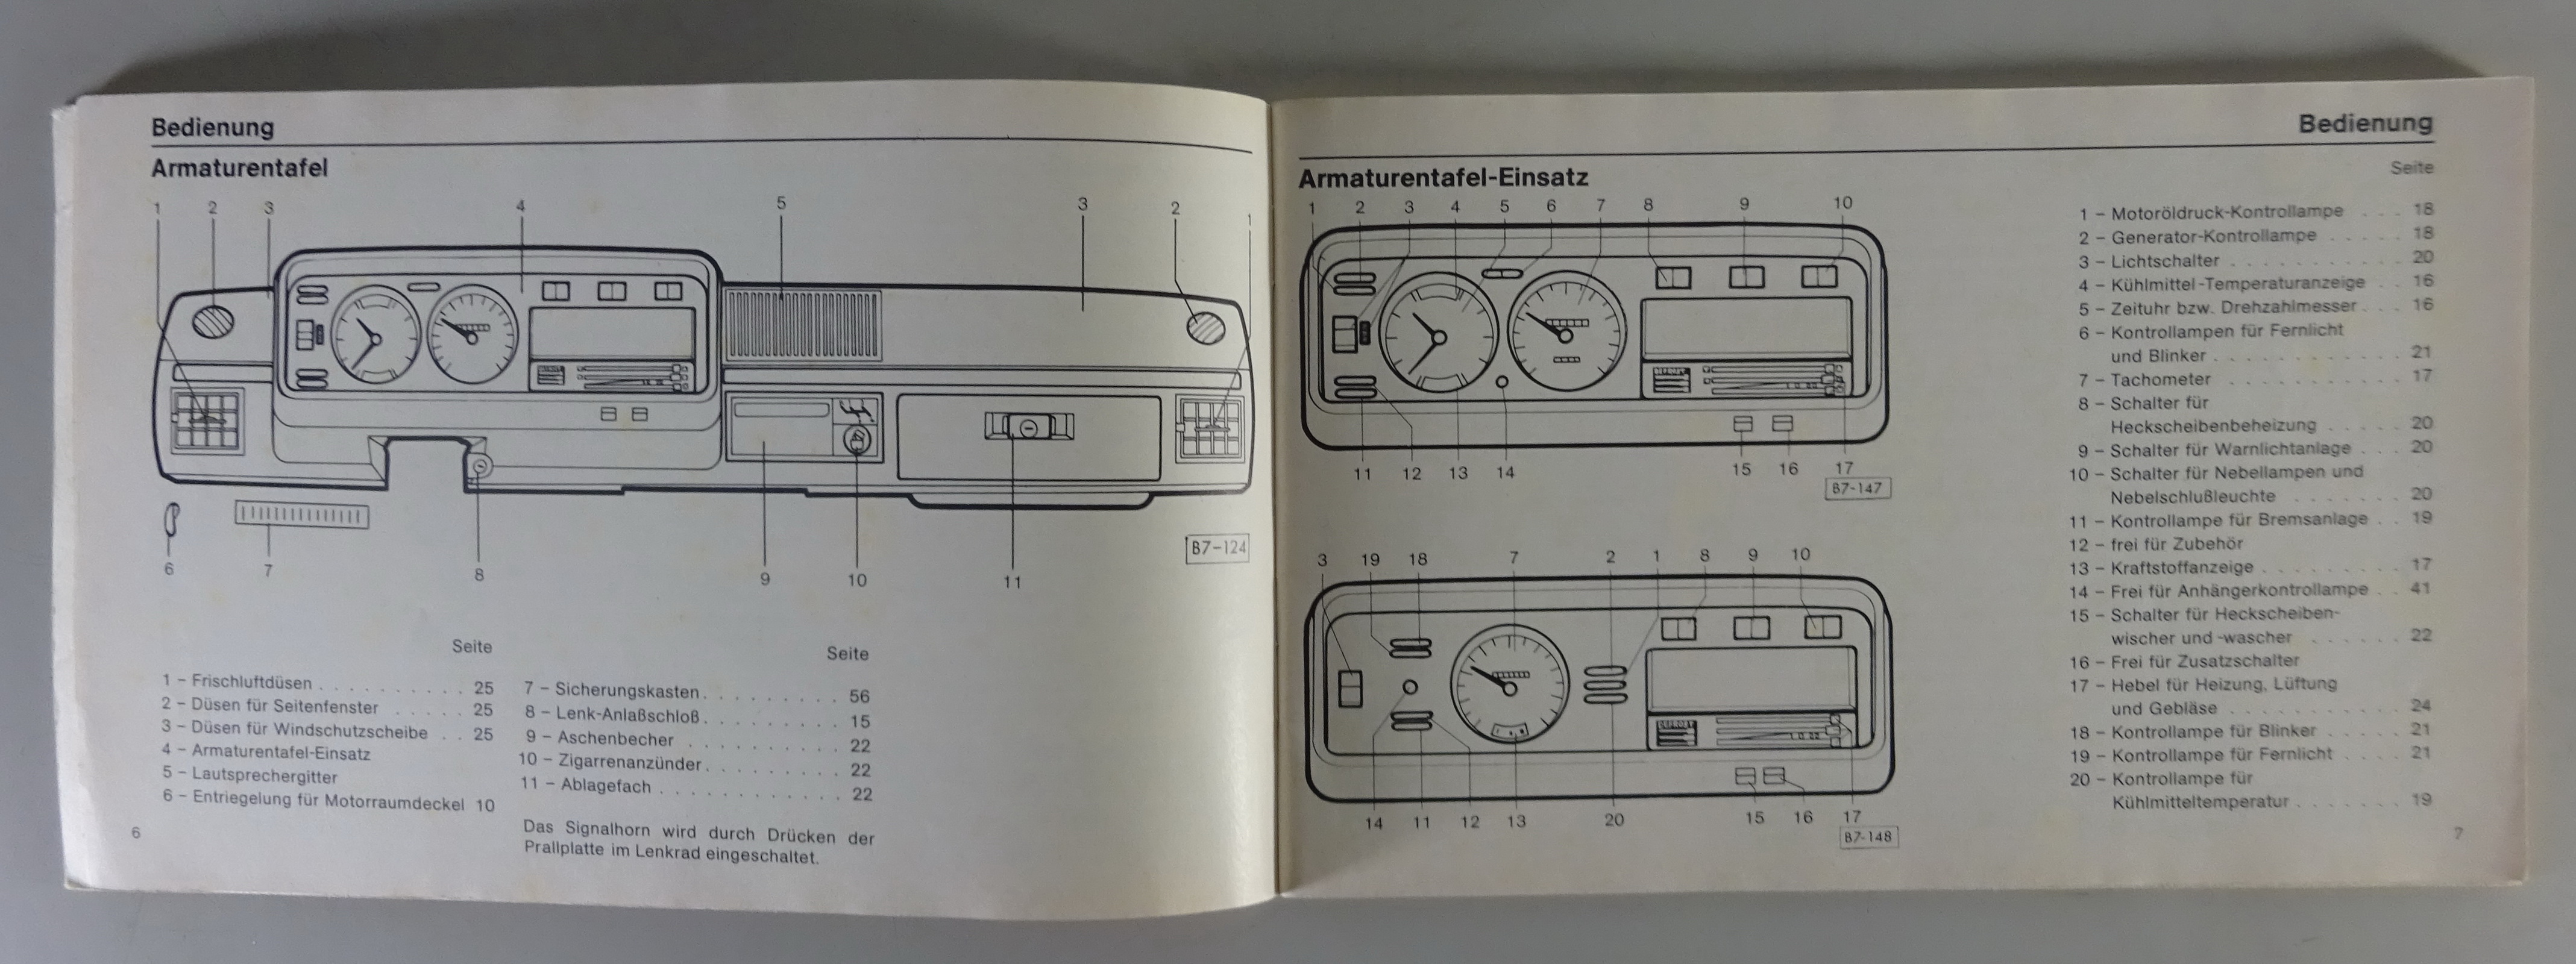 Bedienung
Armaturentafel
1 2 3 4 5 3 2 1
6 7 8 9 10 11
B7-124
Seite
1 – Frischluftdüsen . . . . . . . . . . 25
2 – Düsen für Seitenfenster . . . . . 25
3 – Düsen für Windschutzscheibe . . 25
4 – Armaturentafel-Einsatz
5 – Lautsprechergitter
6 – Entriegelung für Motorraumdeckel 10
Seite
7 – Sicherungskasten . . . . . . . . . 56
8 – Lenk-Anlaßschloß . . . . . . . . . 15
9 – Aschenbecher . . . . . . . . . . 22
10 – Zigarrenanzünder . . . . . . . . . 22
11 – Ablagefach . . . . . . . . . . . . 22
Das Signalhorn wird durch Drücken der
Prallplatte im Lenkrad eingeschaltet.
6
Bedienung
Armaturentafel-Einsatz
1 2 3 4 5 6 7 8 9 10
DEFROST
11 12 13 14 15 16 17
B7-147
3 19 18 7 2 1 8 9 10
DEFROST
14 11 12 13 20 15 16 17
B7-148
Seite
1 – Motoröldruck-Kontrollampe . . . 18
2 – Generator-Kontrollampe . . . . . 18
3 – Lichtschalter . . . . . . . . . . . 20
4 – Kühlmittel-Temperaturanzeige . . 16
5 – Zeituhr bzw. Drehzahlmesser . . . 16
6 – Kontrollampen für Fernlicht
und Blinker . . . . . . . . . . . . 21
7 – Tachometer . . . . . . . . . . . 17
8 – Schalter für
Heckscheibenbeheizung . . . . . 20
9 – Schalter für Warnlichtanlage . . . 20
10 – Schalter für Nebellampen und
Nebelschlußleuchte . . . . . . . 20
11 – Kontrollampe für Bremsanlage . . 19
12 – frei für Zubehör
13 – Kraftstoffanzeige . . . . . . . . . 17
14 – Frei für Anhängerkontrollampe . . 41
15 – Schalter für Heckscheiben-
wischer und -wascher . . . . . . 22
16 – Frei für Zusatzschalter
17 – Hebel für Heizung, Lüftung
und Gebläse . . . . . . . . . . . 24
18 – Kontrollampe für Blinker . . . . . 21
19 – Kontrollampe für Fernlicht . . . . 21
20 – Kontrollampe für
Kühlmitteltemperatur . . . . . . . 19
7